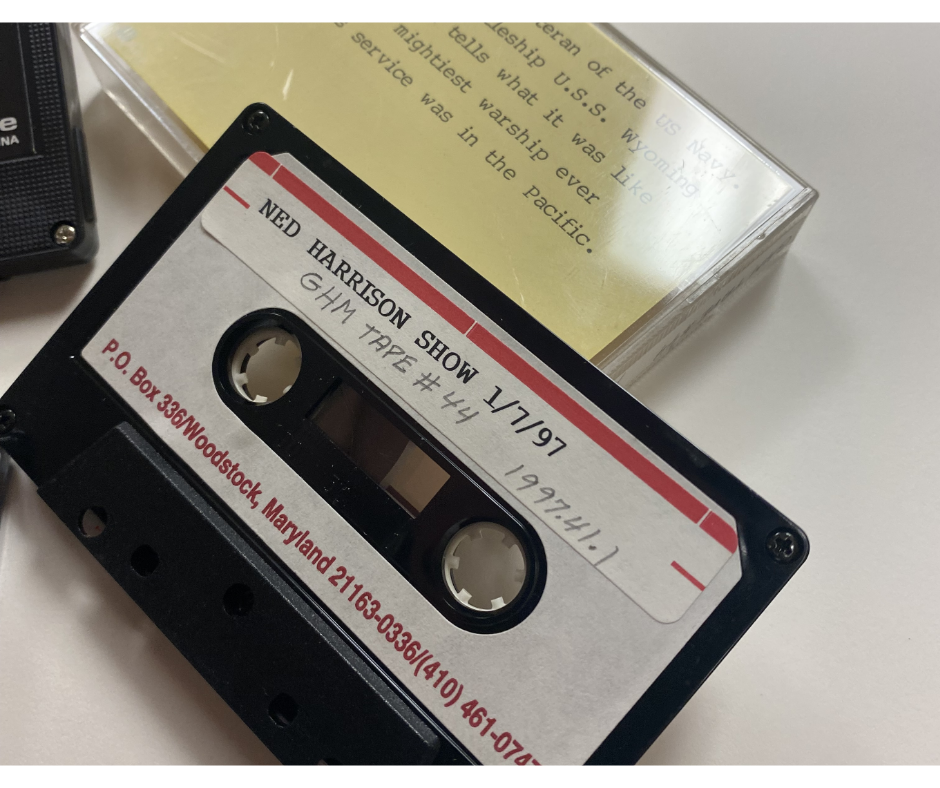 eran of the US Navy.
leship U.S.S. Wyoming
tells what it was like
mightiest warship ever
service was in the Pacific.
NED HARRISON SHOW 1/7/97
GHM TAPE # 44
1997.41.1
P.O. Box 336/Woodstock, Maryland 21163-0336/(410) 461-0747
e
NA